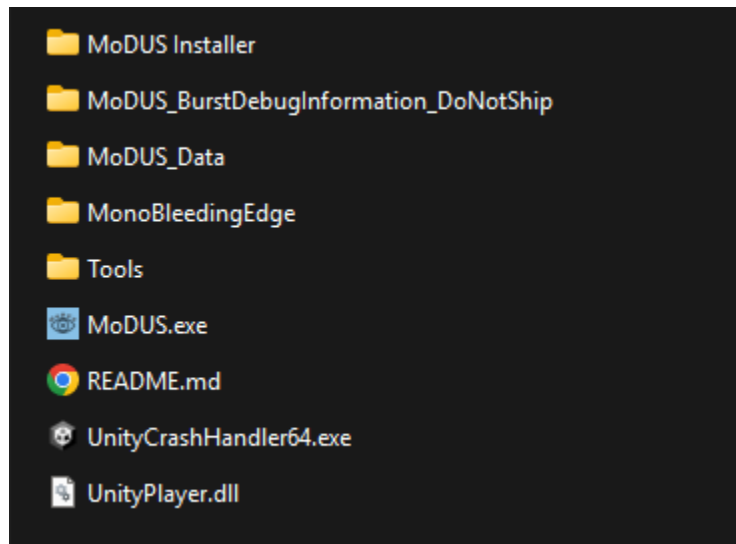 MoDUS Installer
MoDUS_BurstDebugInformation_DoNotShip
MoDUS_Data
MonoBleedingEdge
Tools
MoDUS.exe
README.md
UnityCrashHandler64.exe
UnityPlayer.dll